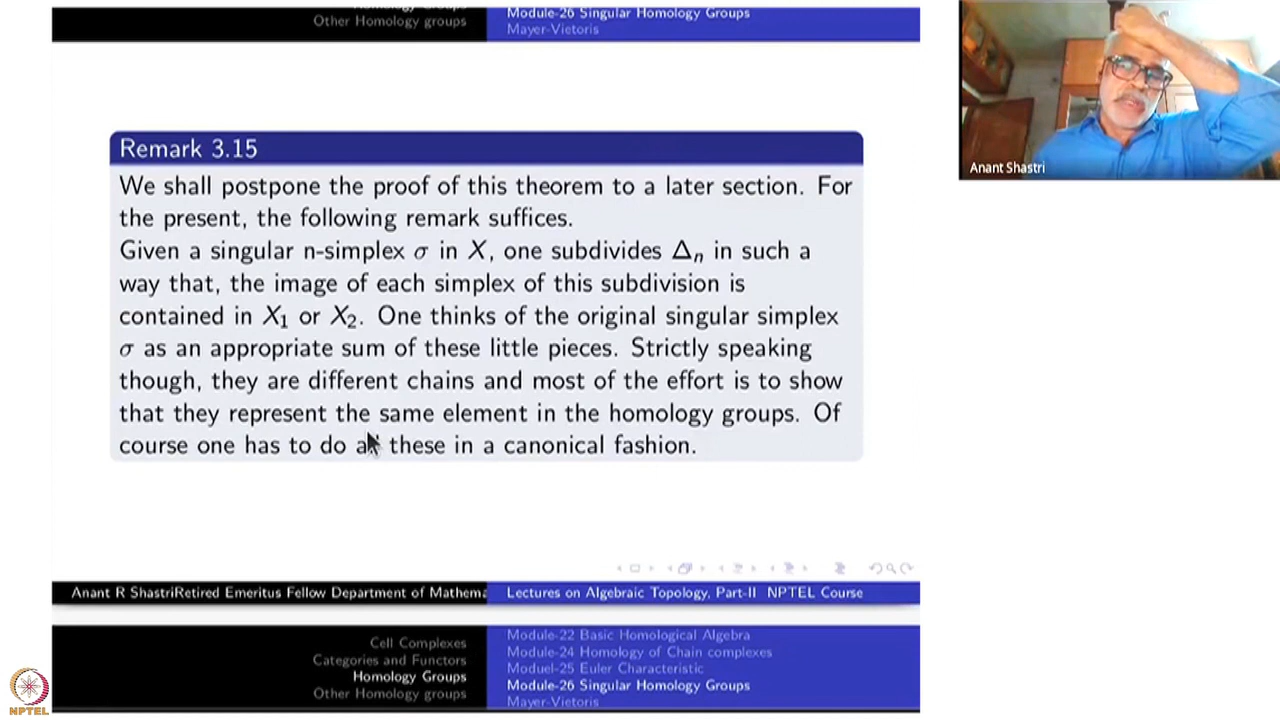 Other Homology groups
Module-26 Singular Homology Groups
Mayer-Vietoris
Anant Shastri
Remark 3.15
We shall postpone the proof of this theorem to a later section. For
the present, the following remark suffices.
Given a singular n-simplex σ in X, one subdivides Δₙ in such a
way that, the image of each simplex of this subdivision is
contained in X₁ or X₂. One thinks of the original singular simplex
σ as an appropriate sum of these little pieces. Strictly speaking
though, they are different chains and most of the effort is to show
that they represent the same element in the homology groups. Of
course one has to do these in a canonical fashion.
Anant R ShastriRetired Emeritus Fellow Department of Mathema
Lectures on Algebraic Topology, Part-II NPTEL Course
Cell Complexes
Categories and Functors
Homology Groups
Other Homology groups
Module-22 Basic Homological Algebra
Module-24 Homology of Chain complexes
Moduel-25 Euler Characteristic
Module-26 Singular Homology Groups
Mayer-Vietoris
NPTEL